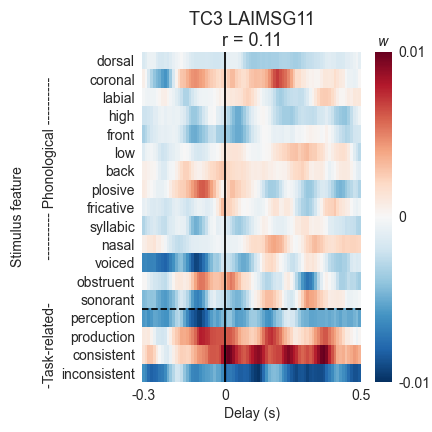 TC3 LAIMSG11
r = 0.11
w
dorsal
coronal
labial
high
front
low
back
plosive
fricative
syllabic
nasal
voiced
obstruent
sonorant
perception
production
consistent
inconsistent
Stimulus feature
-Task-related- ---------- Phonological ----------
0.01
0
-0.01
-0.3 0 0.5
Delay (s)